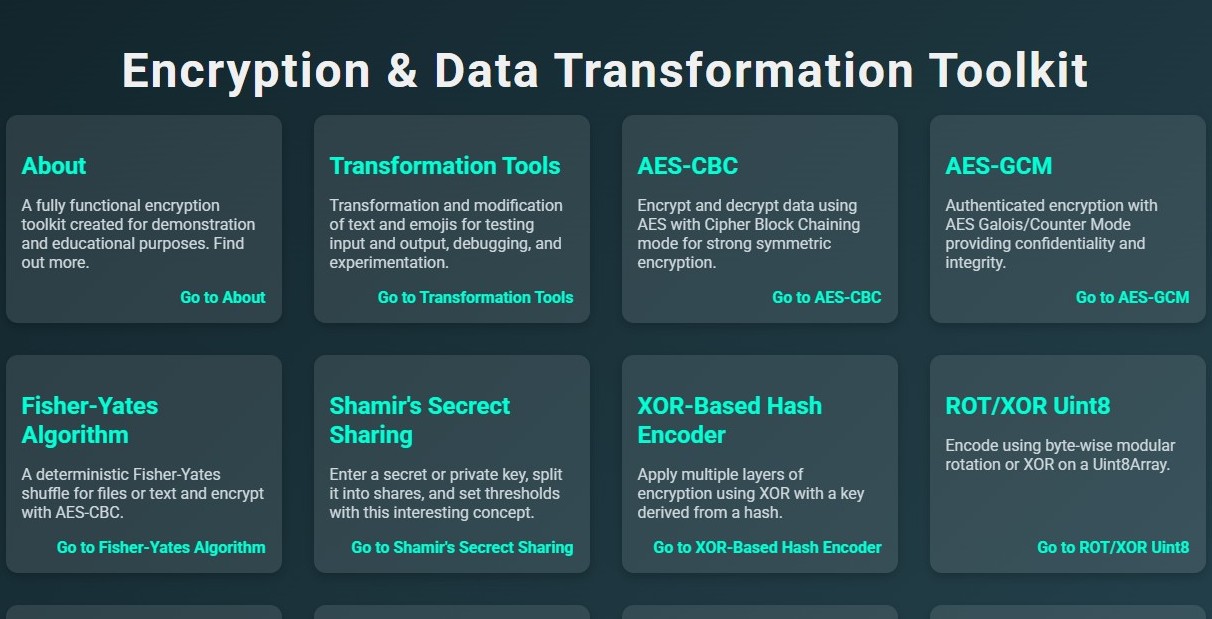 Encryption & Data Transformation Toolkit
About
A fully functional encryption
toolkit created for demonstration
and educational purposes. Find
out more.
Go to About
Transformation Tools
Transformation and modification
of text and emojis for testing
input and output, debugging, and
experimentation.
Go to Transformation Tools
AES-CBC
Encrypt and decrypt data using
AES with Cipher Block Chaining
mode for strong symmetric
encryption.
Go to AES-CBC
AES-GCM
Authenticated encryption with
AES Galois/Counter Mode
providing confidentiality and
integrity.
Go to AES-GCM
Fisher-Yates
Algorithm
A deterministic Fisher-Yates
shuffle for files or text and encrypt
with AES-CBC.
Go to Fisher-Yates Algorithm
Shamir's Secrect
Sharing
Enter a secret or private key, split
it into shares, and set thresholds
with this interesting concept.
Go to Shamir's Secrect Sharing
XOR-Based Hash
Encoder
Apply multiple layers of
encryption using XOR with a key
derived from a hash.
Go to XOR-Based Hash Encoder
ROT/XOR Uint8
Encode using byte-wise modular
rotation or XOR on a Uint8Array.
Go to ROT/XOR Uint8